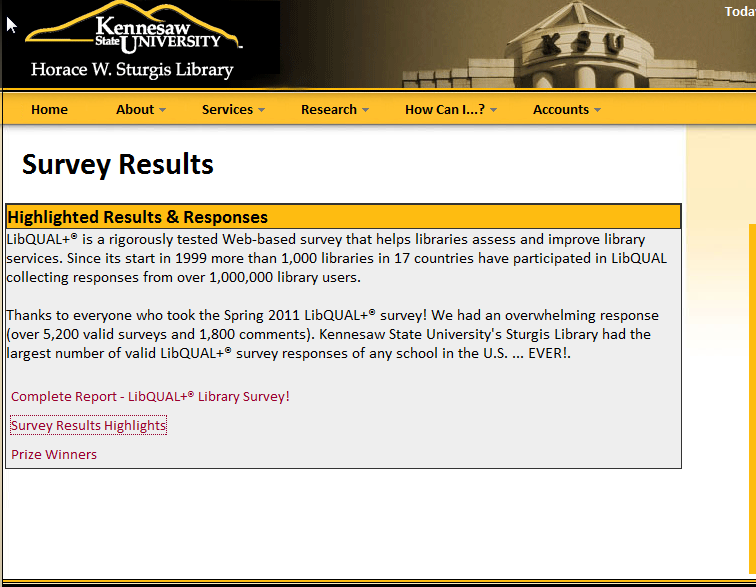 Toda
Kennesaw
State UNIVERSITY
Horace W. Sturgis Library
KSU
Home About Services Research How Can I...? Accounts
Survey Results
Highlighted Results & Responses
LibQUAL+® is a rigorously tested Web-based survey that helps libraries assess and improve library
services. Since its start in 1999 more than 1,000 libraries in 17 countries have participated in LibQUAL
collecting responses from over 1,000,000 library users.
Thanks to everyone who took the Spring 2011 LibQUAL+® survey! We had an overwhelming response
(over 5,200 valid surveys and 1,800 comments). Kennesaw State University's Sturgis Library had the
largest number of valid LibQUAL+® survey responses of any school in the U.S. ... EVER!.
Complete Report - LibQUAL+® Library Survey!
Survey Results Highlights
Prize Winners